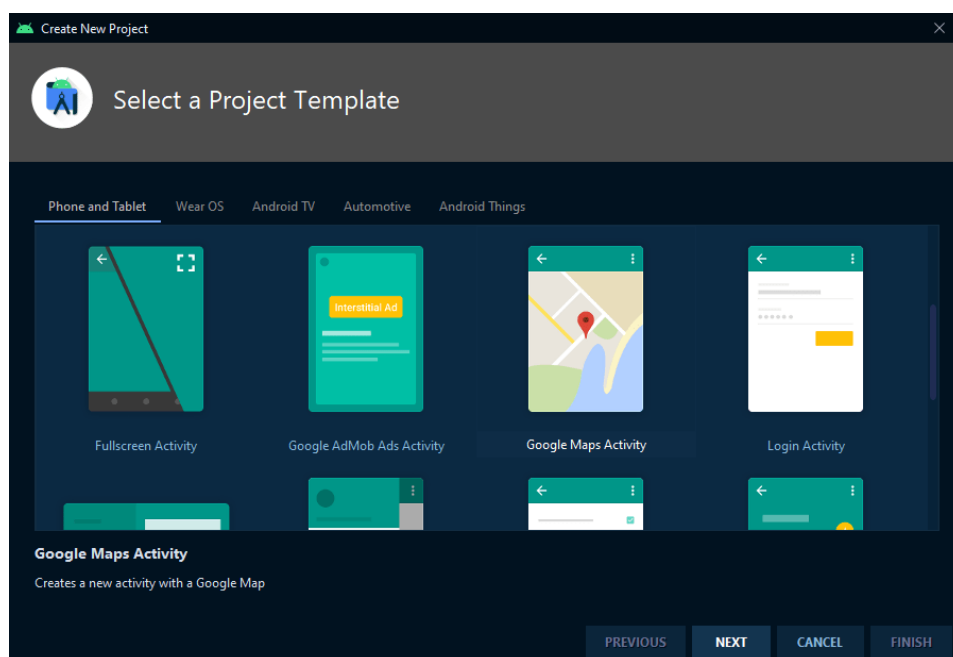 Create New Project
Select a Project Template
Phone and Tablet Wear OS Android TV Automotive Android Things
Interstitial Ad
Fullscreen Activity Google AdMob Ads Activity Google Maps Activity Login Activity
Google Maps Activity
Creates a new activity with a Google Map
PREVIOUS NEXT CANCEL FINISH